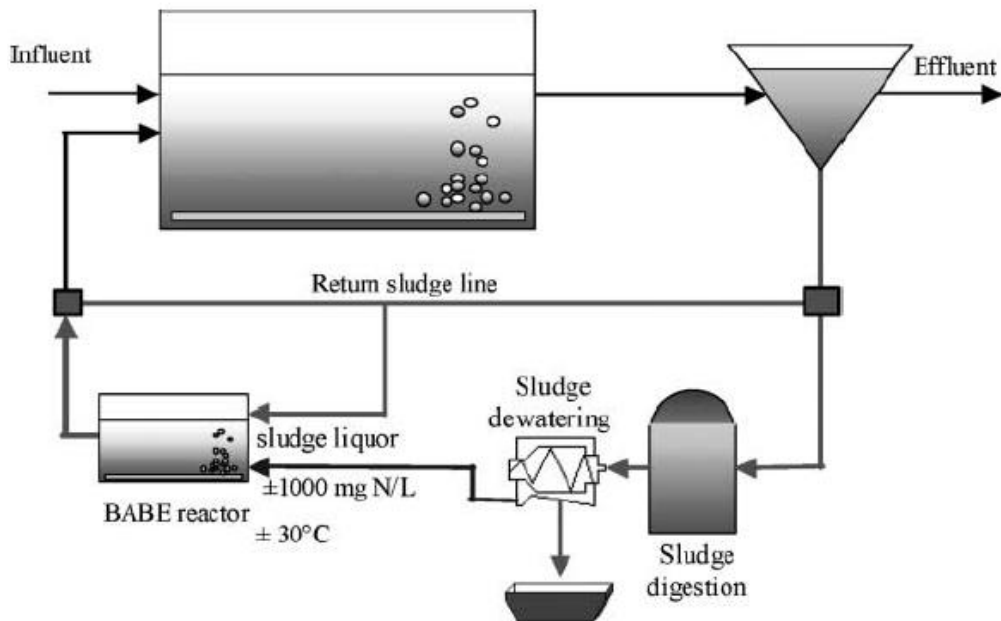 Influent
Effluent
Return sludge line
Sludge
dewatering
sludge liquor
±1000 mg N/L
BABE reactor
± 30°C
Sludge
digestion